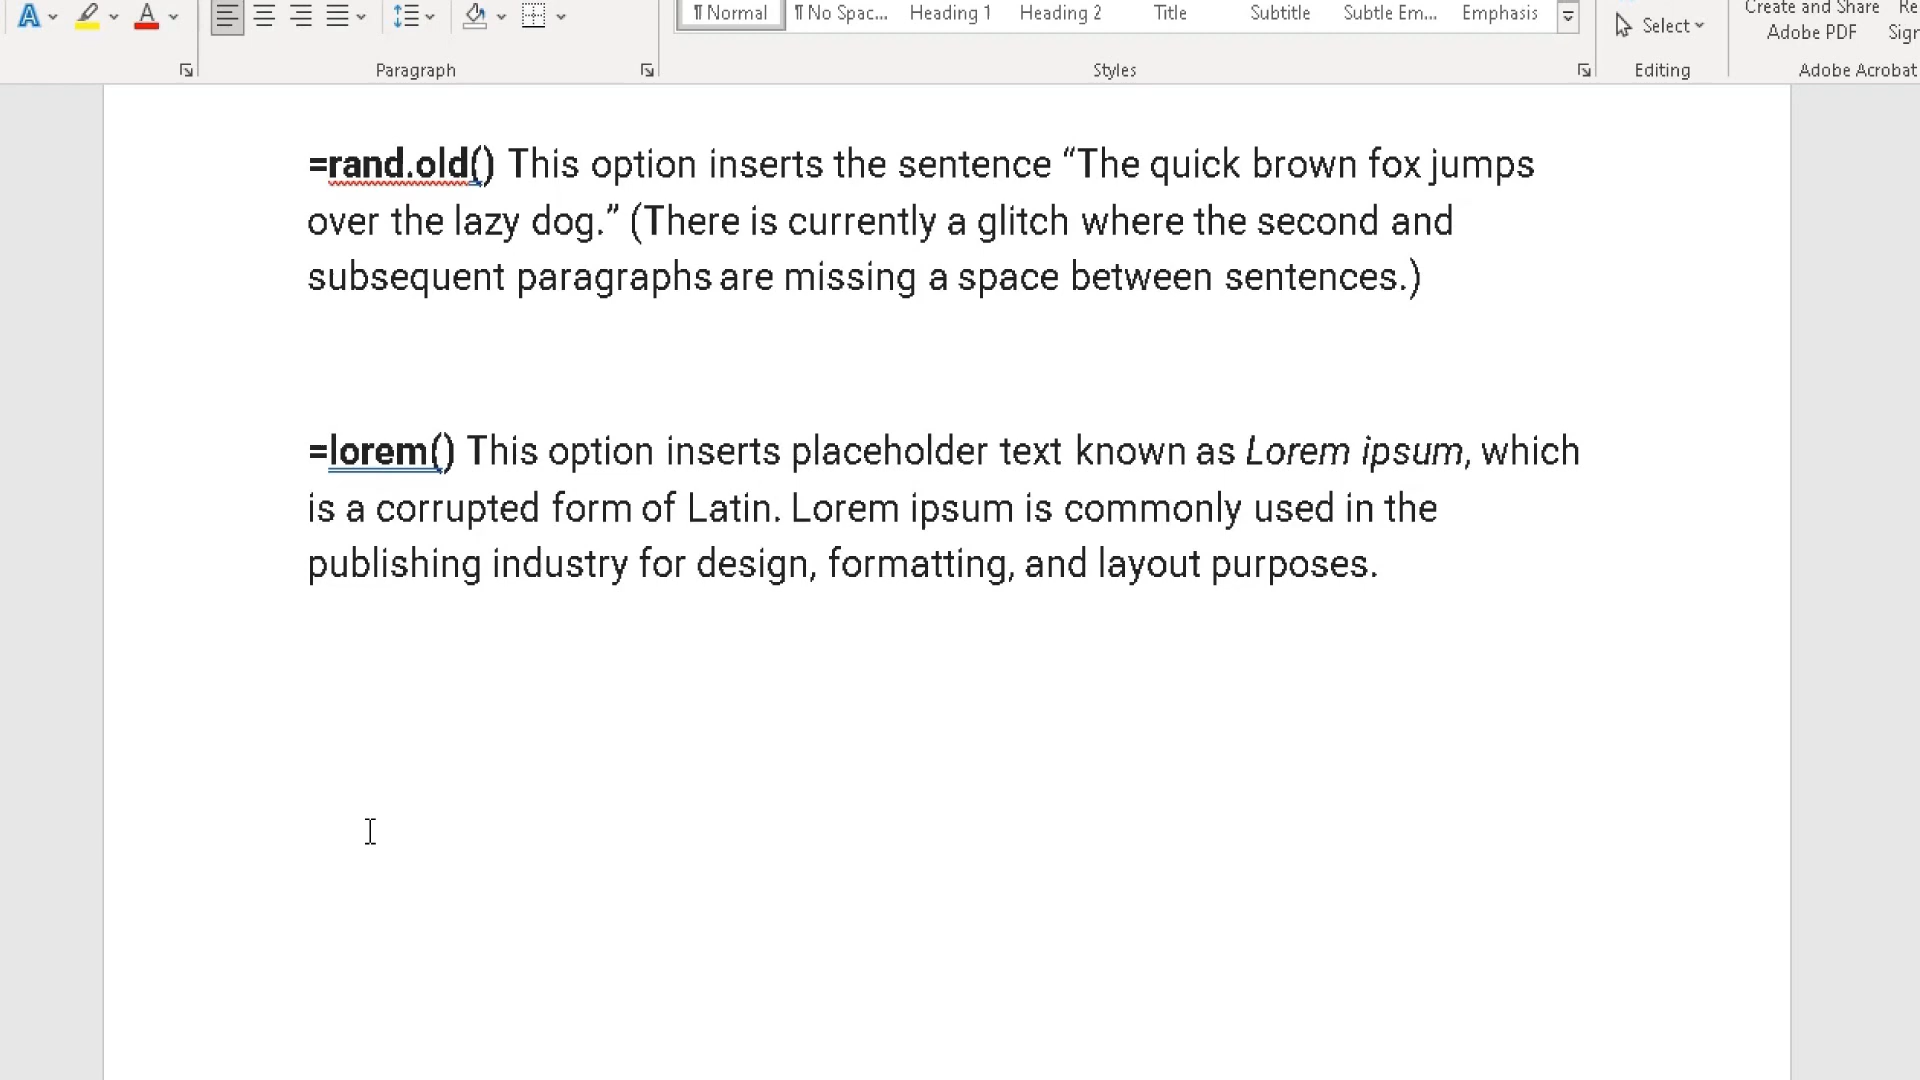 ¶ Normal ¶ No Spac... Heading 1 Heading 2 Title Subtitle Subtle Em... Emphasis
Select
Create and Share
Adobe PDF
Paragraph Styles Editing Adobe Acrobat
=rand.old() This option inserts the sentence “The quick brown fox jumps
over the lazy dog.” (There is currently a glitch where the second and
subsequent paragraphs are missing a space between sentences.)
=lorem() This option inserts placeholder text known as Lorem ipsum, which
is a corrupted form of Latin. Lorem ipsum is commonly used in the
publishing industry for design, formatting, and layout purposes.